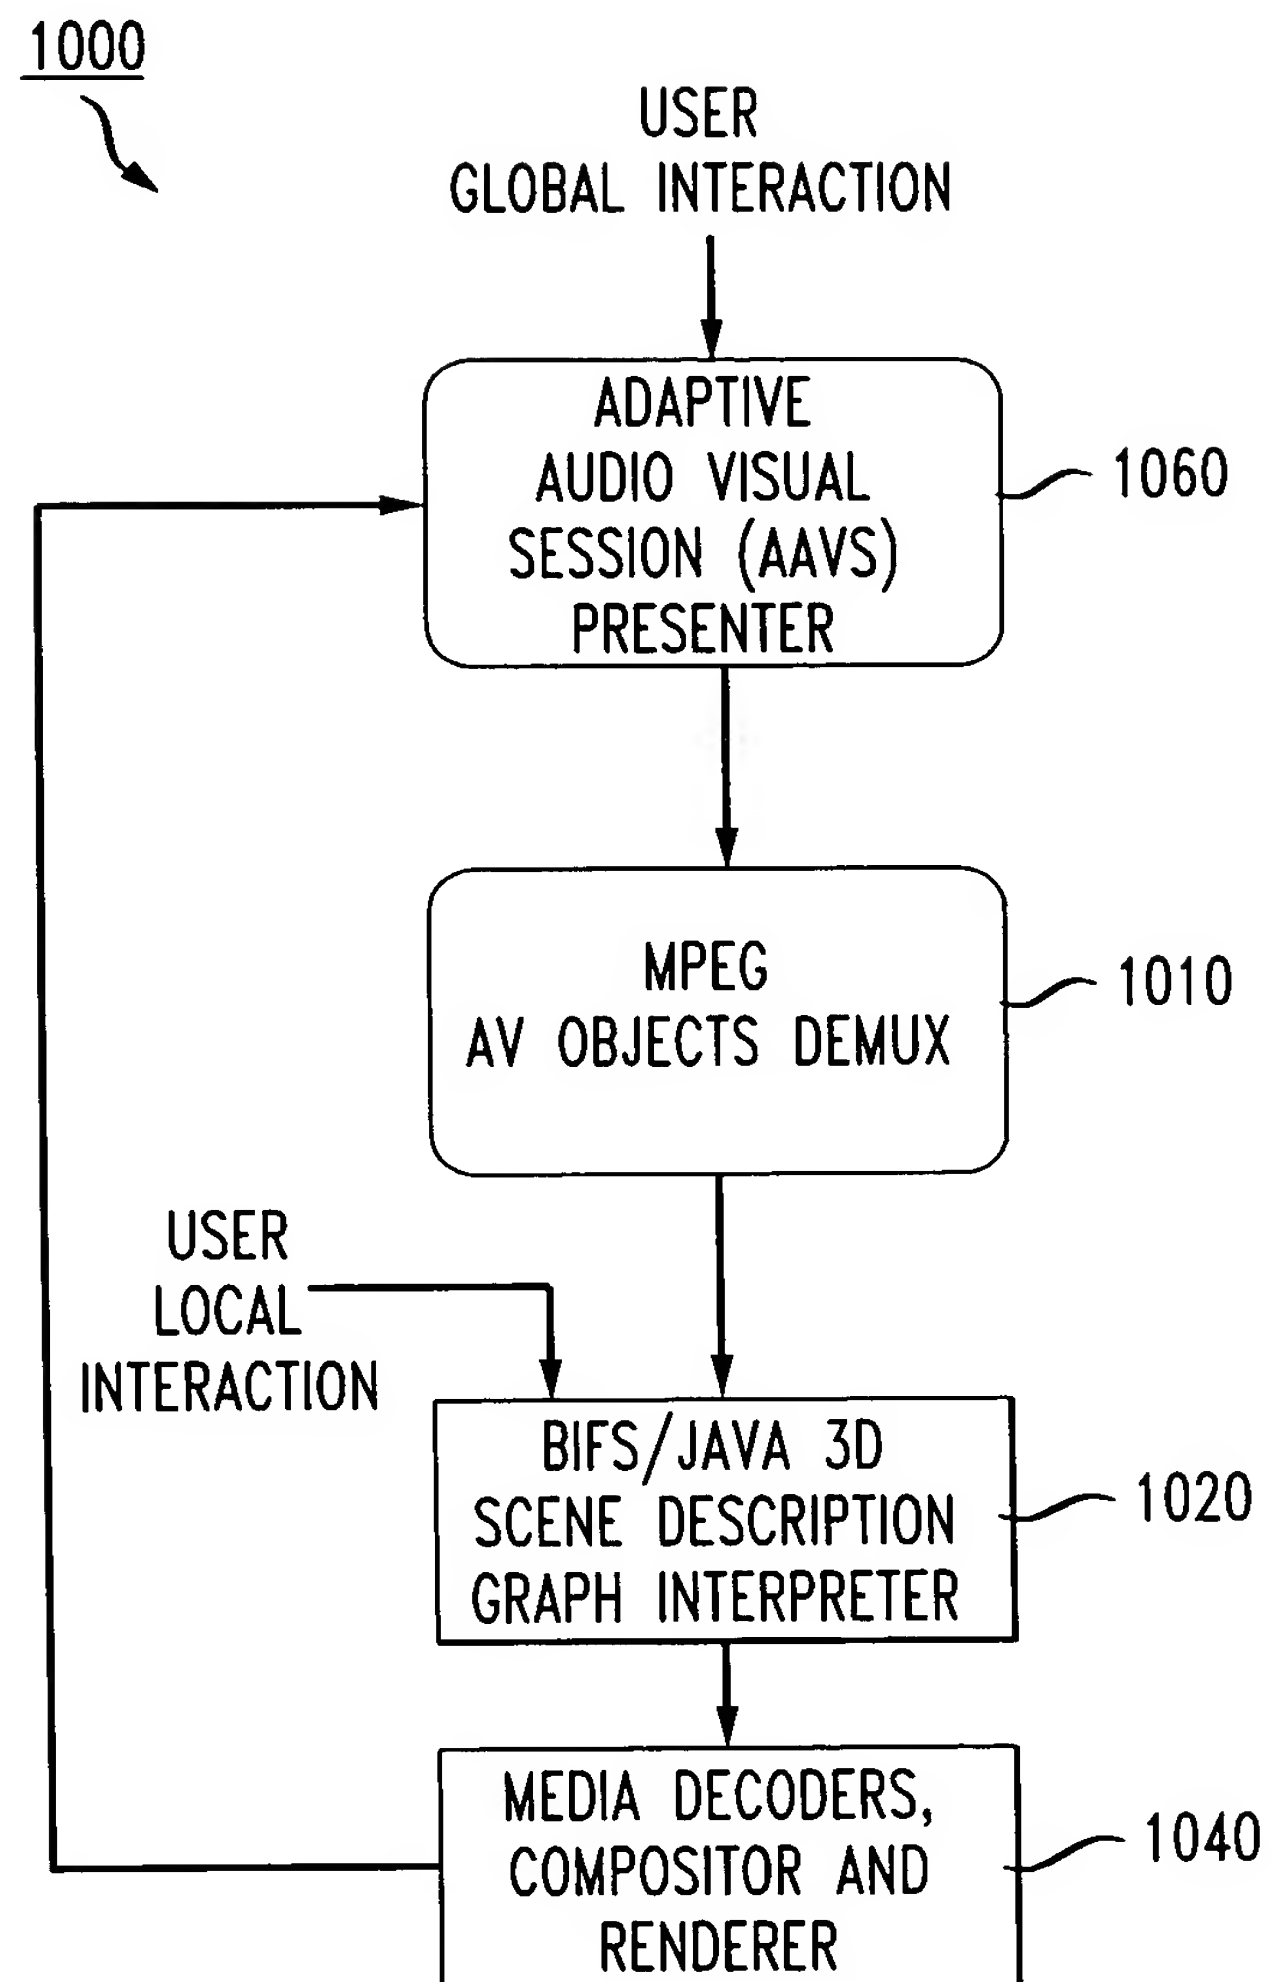 1000
USER
GLOBAL INTERACTION
ADAPTIVE
AUDIO VISUAL
SESSION (AAVS)
PRESENTER
1060
MPEG
AV OBJECTS DEMUX
1010
USER
LOCAL
INTERACTION
BIFS/JAVA 3D
SCENE DESCRIPTION
GRAPH INTERPRETER
1020
MEDIA DECODERS,
COMPOSITOR AND
RENDERER
1040